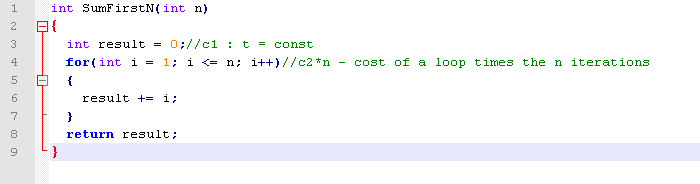 1 int SumFirstN(int n)
2 {
3 int result = 0;//c1 : t = const
4 for(int i = 1; i <= n; i++)//c2*n - cost of a loop times the n iterations
5 {
6 result += i;
7 }
8 return result;
9 }